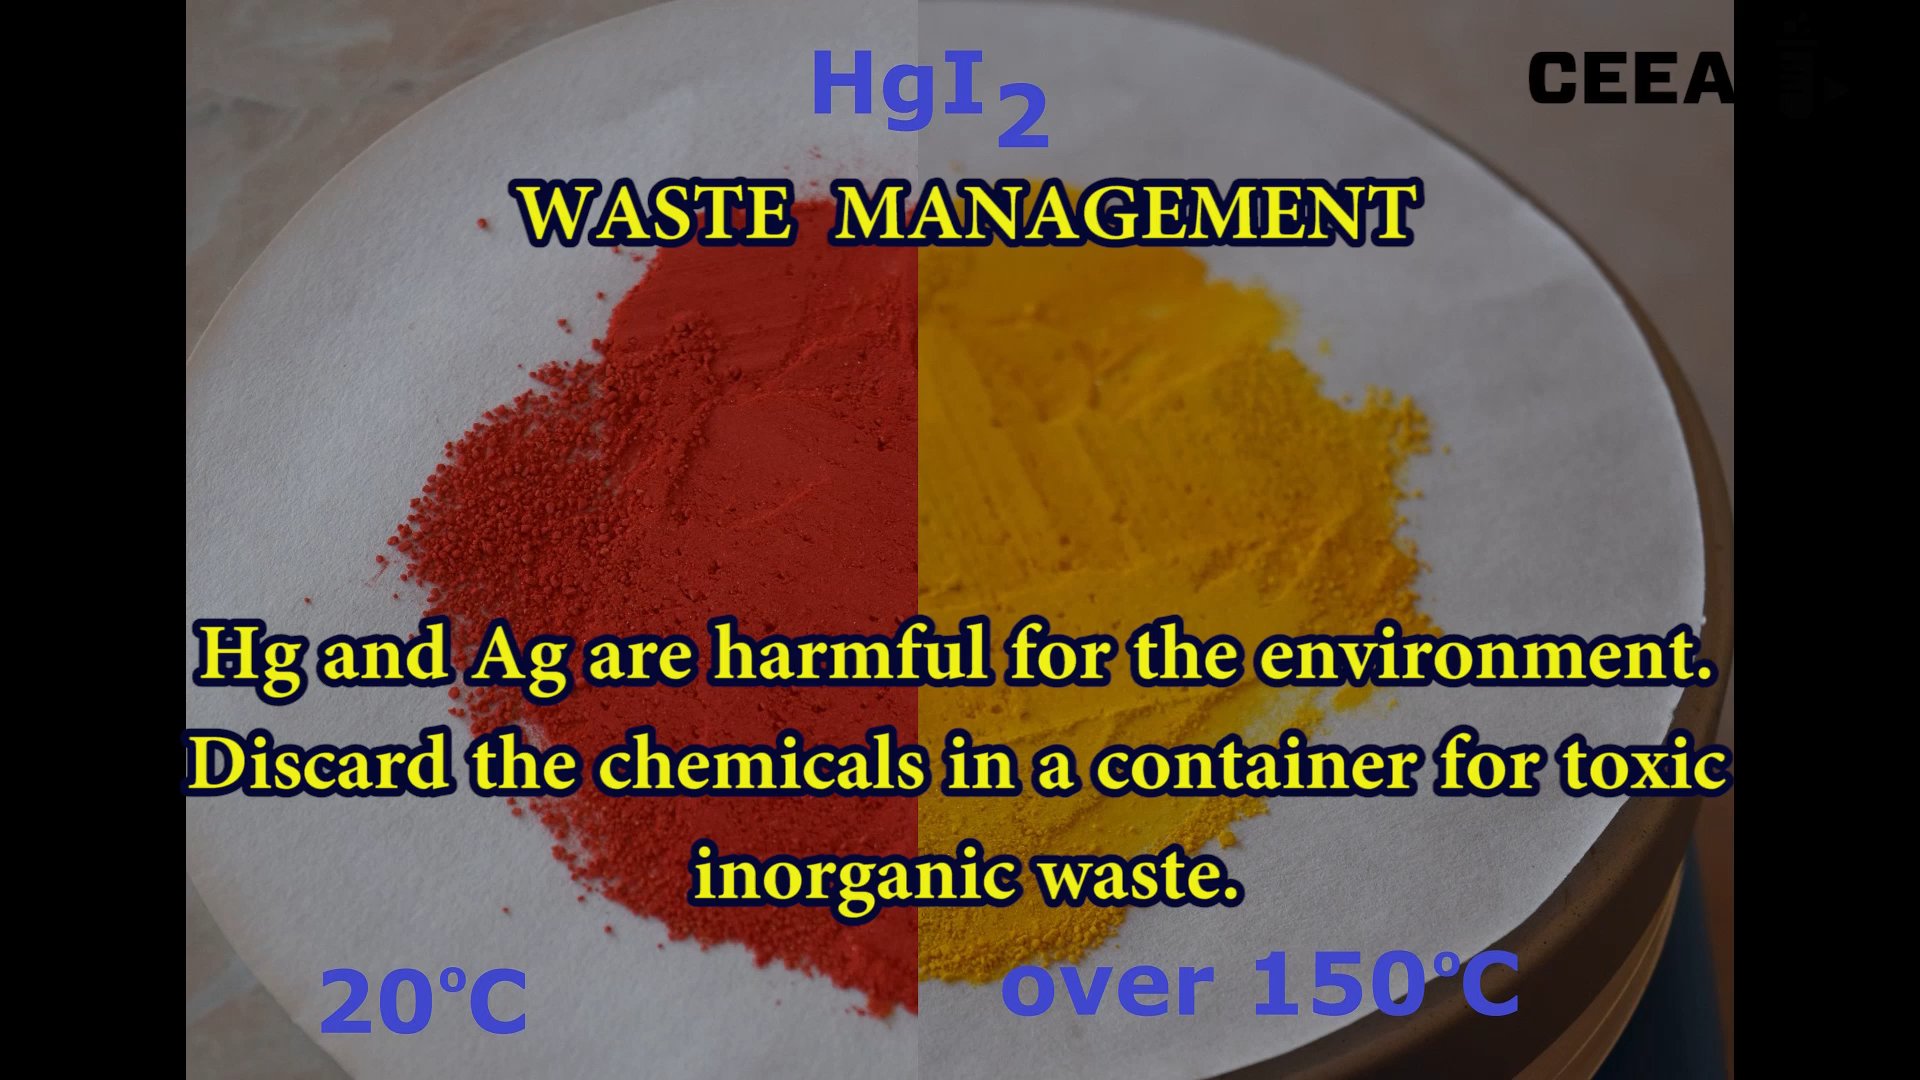 HgI2
CEEA
WASTE MANAGEMENT
Hg and Ag are harmful for the environment.
Discard the chemicals in a container for toxic
inorganic waste.
20°C
over 150°C